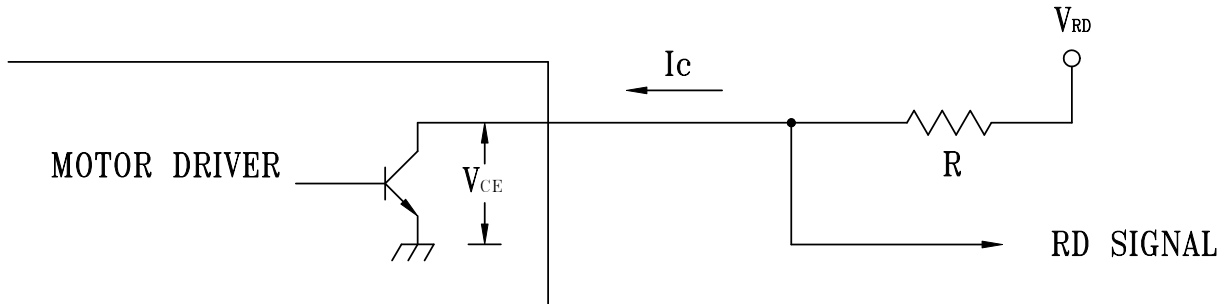 V_RD
Ic
MOTOR DRIVER
V_CE
R
RD SIGNAL